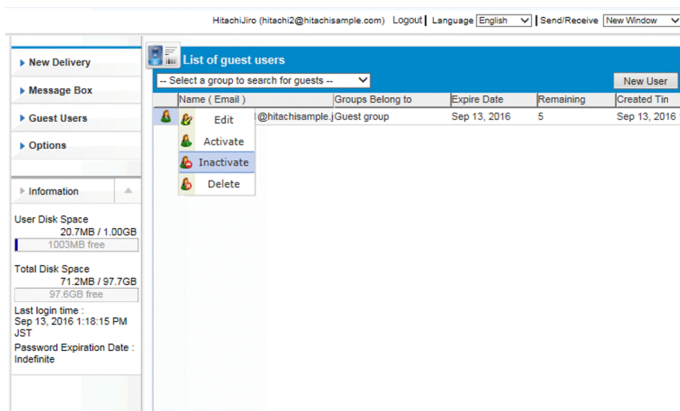 HitachiJiro (hitachi2@hitachisample.com) Logout Language English Send/Receive New Window
New Delivery
Message Box
Guest Users
Options
Information
User Disk Space
20.7MB / 1.00GB
1003MB free
Total Disk Space
71.2MB / 97.7GB
97.6GB free
Last login time :
Sep 13, 2016 1:18:15 PM
JST
Password Expiration Date :
Indefinite
List of guest users
-- Select a group to search for guests --
New User
Name ( Email ) Groups Belong to Expire Date Remaining Created Tin
@hitachisample.j Guest group Sep 13, 2016 5 Sep 13, 2016
Edit
Activate
Inactivate
Delete